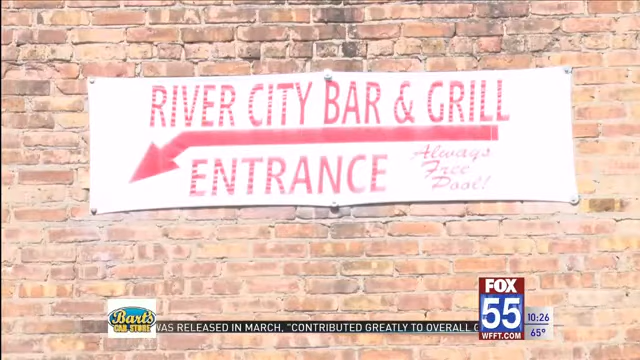 RIVER CITY BAR & GRILL
ENTRANCE
Always
Free
Pool!
Bart's
CAR STORE
WAS RELEASED IN MARCH, "CONTRIBUTED GREATLY TO OVERALL
FOX
55
WFFT.COM
10:26
65°